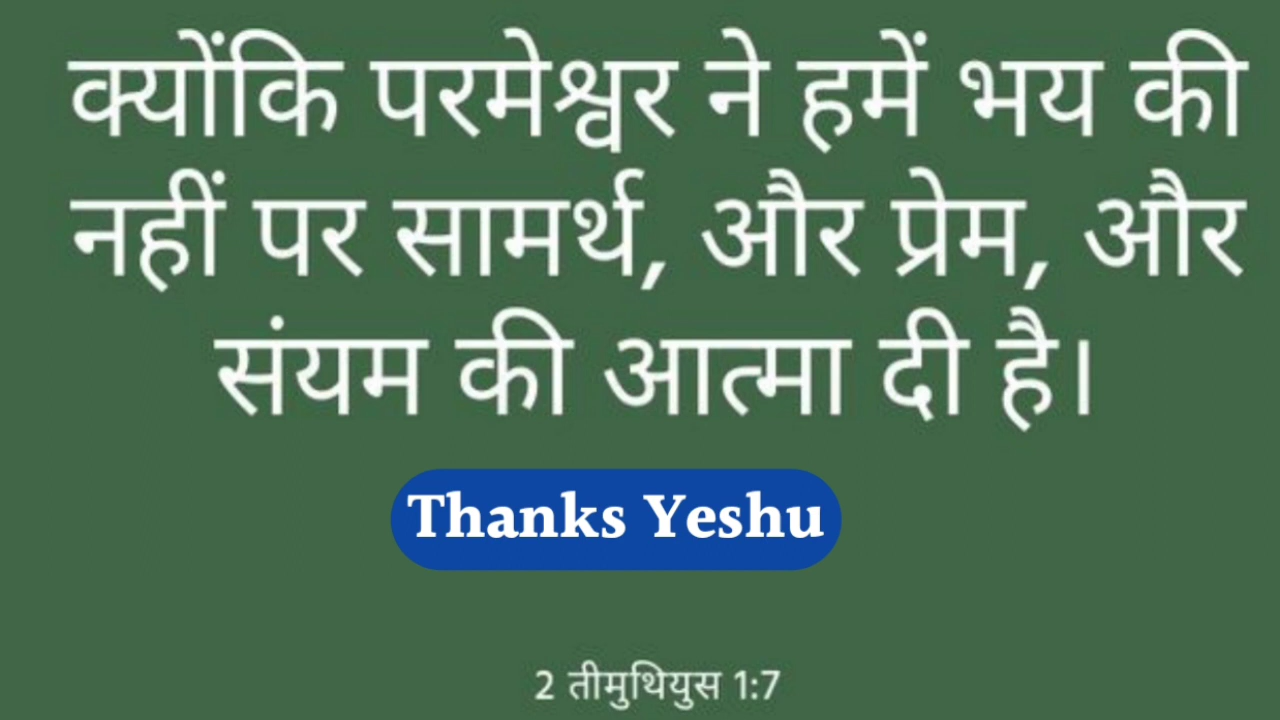 क्योंकि परमेश्वर ने हमें भय की
नहीं पर सामर्थ, और प्रेम, और
संयम की आत्मा दी है।
Thanks Yeshu
2 तीमुथियुस 1:7